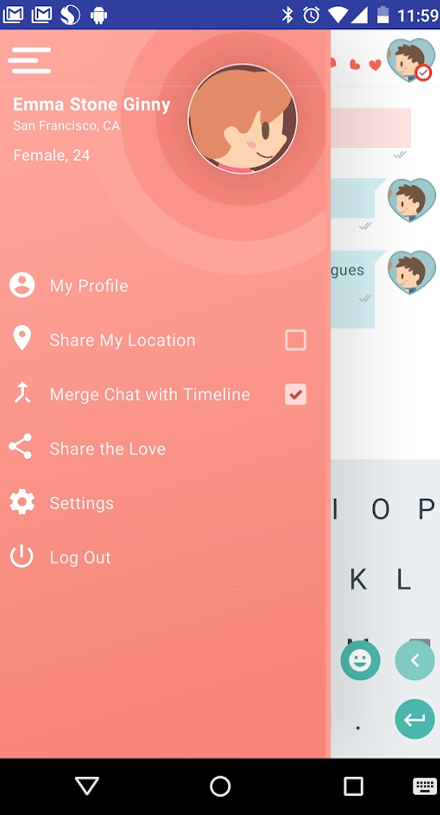 11:59
Emma Stone Ginny
San Francisco, CA
Female, 24
gues
My Profile
Share My Location
Merge Chat with Timeline
Share the Love
Settings
Log Out
I O P
K L
.